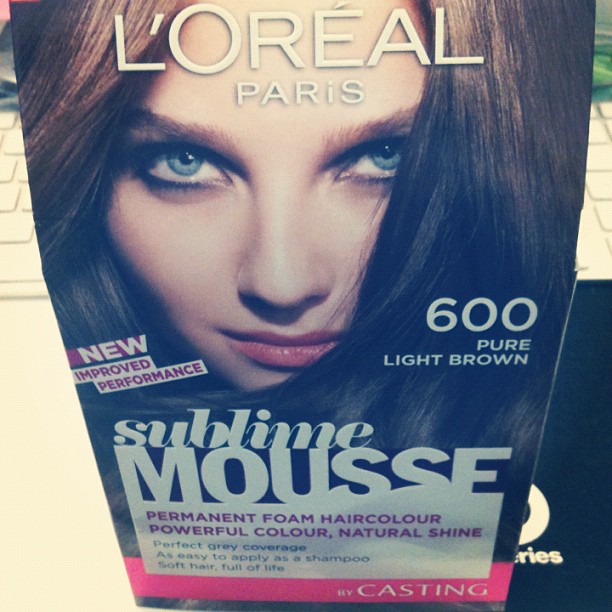 L'ORÉAL
PARiS
600
PURE
LIGHT BROWN
NEW
IMPROVED
PERFORMANCE
sublime
MOUSSE
PERMANENT FOAM HAIRCOLOUR
POWERFUL COLOUR, NATURAL SHINE
Perfect grey coverage
As easy to apply as a shampoo
Soft hair, full of life
BY CASTING